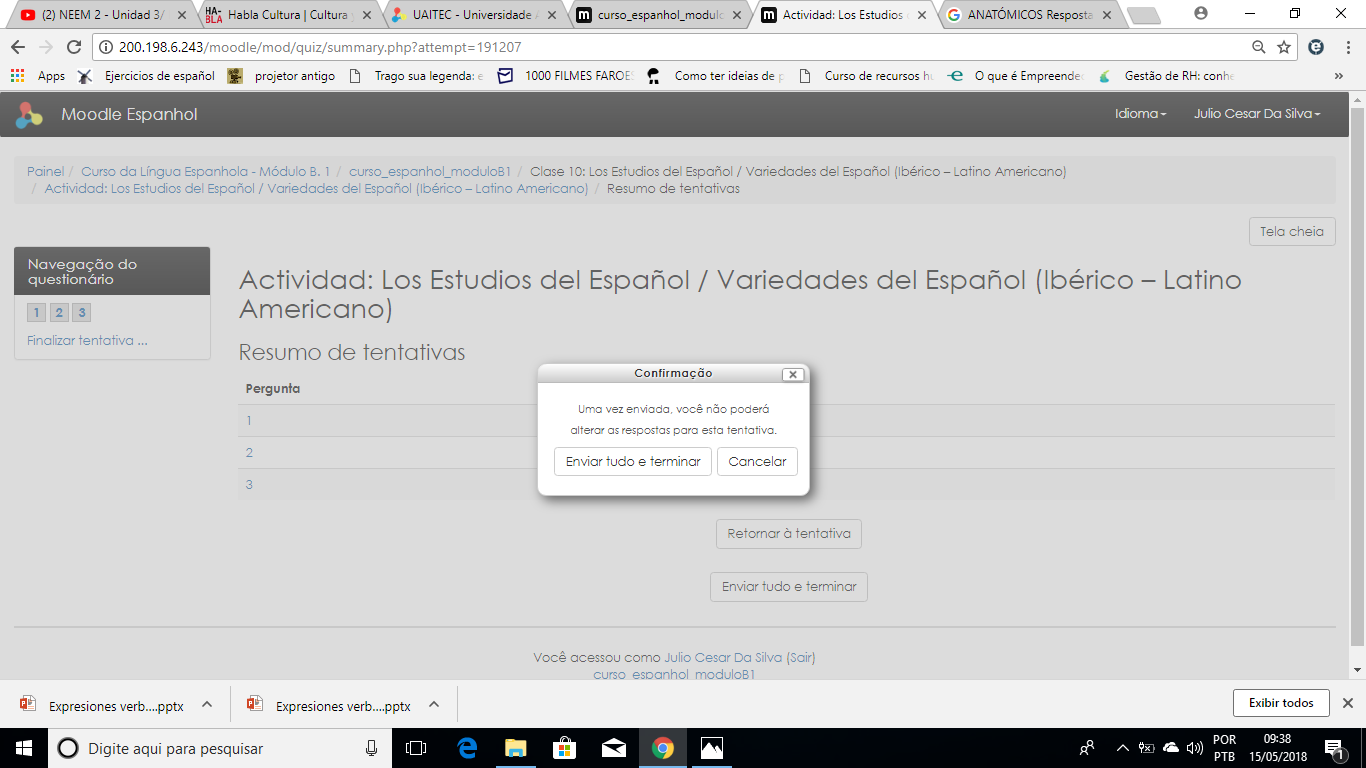 (2) NEEM 2 - Unidad 3/
HA-BLA Habla Cultura | Cultura
UAITEC - Universidade
curso_espanhol_modulo
Actividad: Los Estudios
ANATÓMICOS Resposta
200.198.6.243/moodle/mod/quiz/summary.php?attempt=191207
Apps Ejercicios de español projetor antigo Trago sua legenda: 1000 FILMES FAROES Como ter ideias de Curso de recursos O que é Empreende Gestão de RH: conhe »
Moodle Espanhol Idioma Julio Cesar Da Silva
Painel / Curso da Língua Espanhola - Módulo B. 1 / curso_espanhol_moduloB1 / Clase 10: Los Estudios del Español / Variedades del Español (Ibérico – Latino Americano)
/ Actividad: Los Estudios del Español / Variedades del Español (Ibérico – Latino Americano) / Resumo de tentativas
Tela cheia
Navegação do
questionário
1 2 3
Finalizar tentativa ...
Actividad: Los Estudios del Español / Variedades del Español (Ibérico – Latino
Americano)
Resumo de tentativas
Pergunta
1
2
3
Confirmação
Uma vez enviada, você não poderá
alterar as respostas para esta tentativa.
Enviar tudo e terminar Cancelar
Retornar à tentativa
Enviar tudo e terminar
Você acessou como Julio Cesar Da Silva (Sair)
curso_espanhol_moduloB1
Expresiones verb....pptx Expresiones verb....pptx Exibir todos
Digite aqui para pesquisar
POR
PTB
09:38
15/05/2018
1